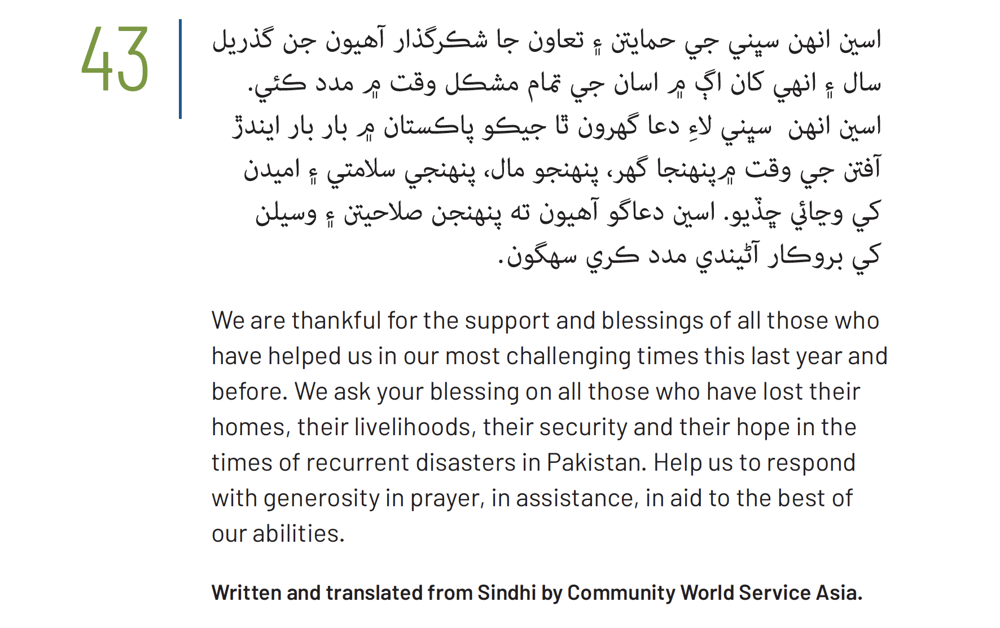 43
اسين انهن سڀني جي حمايتن ۽ تعاون جا شڪرگذار آهيون جن گذريل
سال ۽ انهي کان اڳ ۾ اسان جي تمام مشڪل وقت ۾ مدد ڪئي.
اسين انهن سڀني لاءِ دعا گهرون ٿا جيڪو پاڪستان ۾ بار بار ايندڙ
آفتن جي وقت ۾پنهنجا گهر، پنهنجو مال، پنهنجي سلامتي ۽ اميدن
کي وڃائي ڇڏيو. اسين دعاگو آهيون ته پنهنجن صلاحيتن ۽ وسيلن
کي بروڪار آڻيندي مدد ڪري سهگون.
We are thankful for the support and blessings of all those who
have helped us in our most challenging times this last year and
before. We ask your blessing on all those who have lost their
homes, their livelihoods, their security and their hope in the
times of recurrent disasters in Pakistan. Help us to respond
with generosity in prayer, in assistance, in aid to the best of
our abilities.
Written and translated from Sindhi by Community World Service Asia.